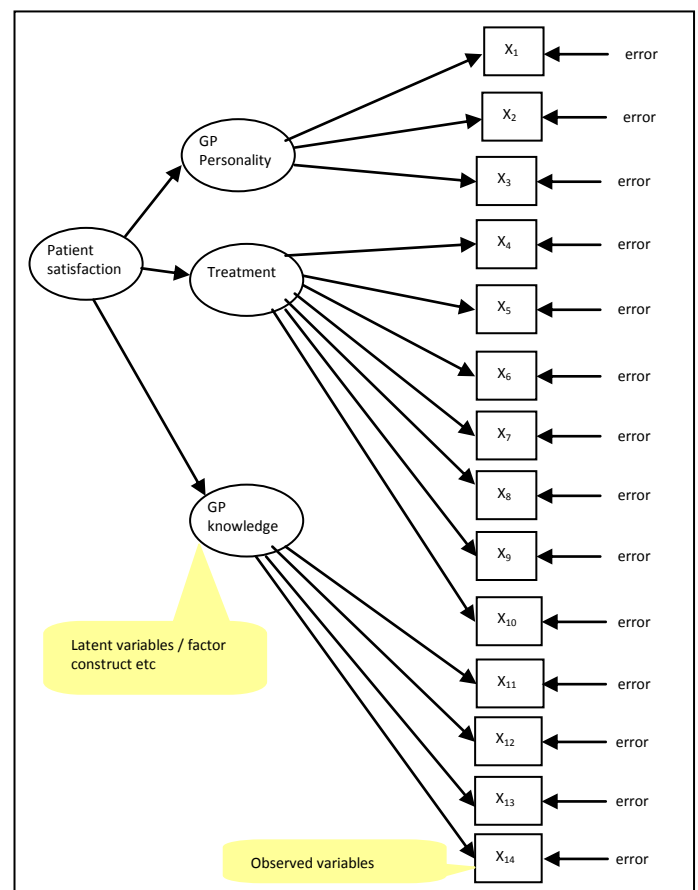 X₁
error
X₂
error
GP
Personality
X₃
error
Patient
satisfaction
Treatment
X₄
error
X₅
error
X₆
error
X₇
error
X₈
error
GP
knowledge
X₉
error
X₁₀
error
Latent variables / factor
construct etc
X₁₁
error
X₁₂
error
X₁₃
error
Observed variables
X₁₄
error